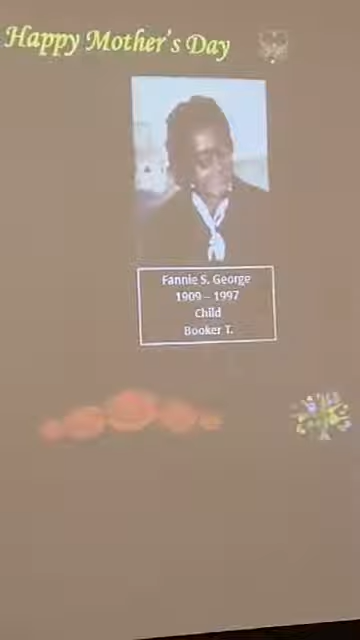 Happy Mother's Day
Fannie S. George
1909 – 1997
Child
Booker T.